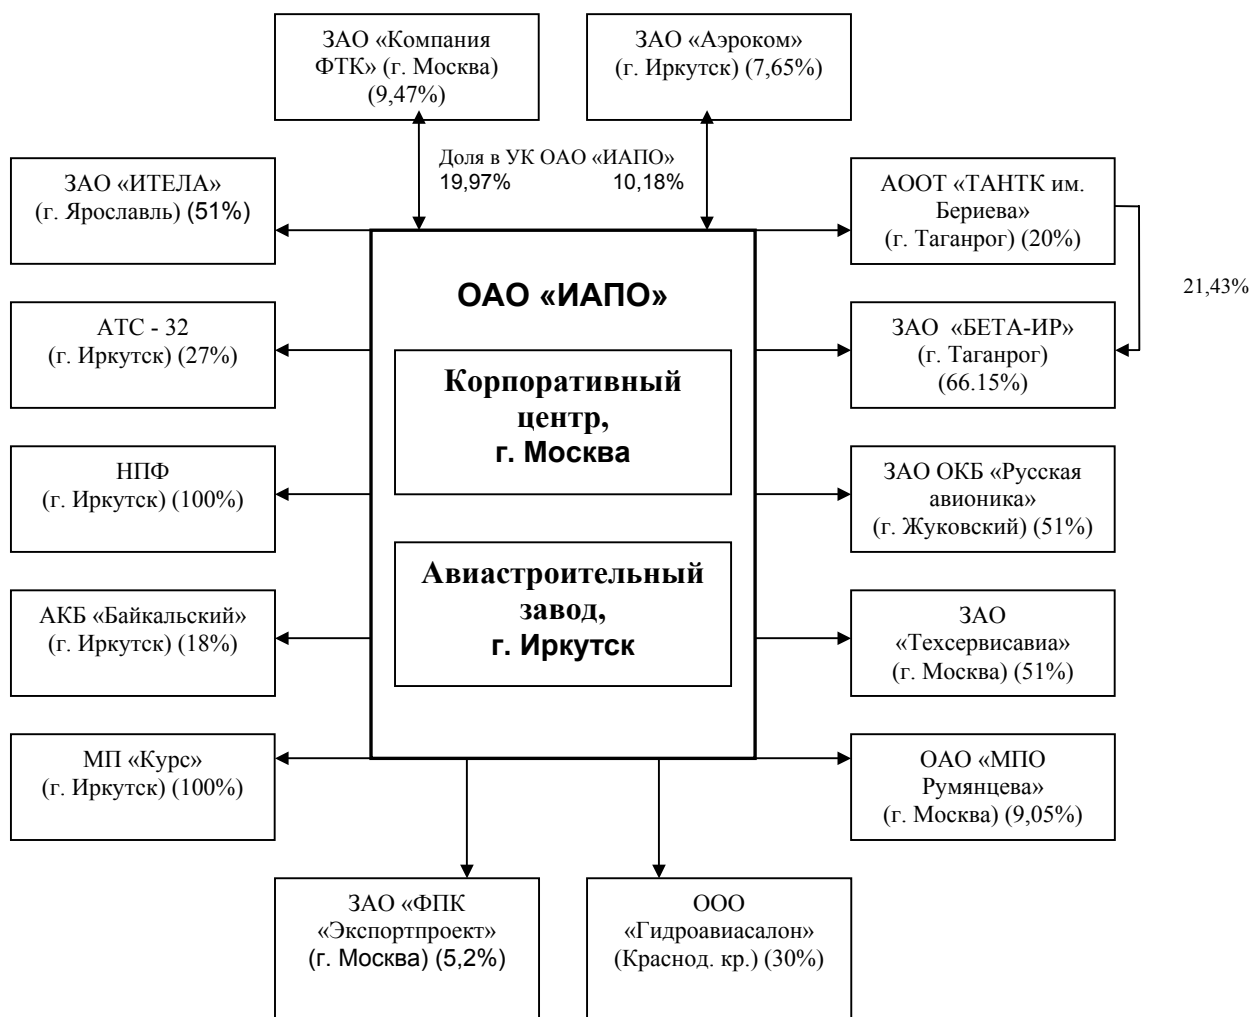 ЗАО «Компания
ФТК» (г. Москва)
(9,47%)
ЗАО «Аэроком»
(г. Иркутск) (7,65%)
Доля в УК ОАО «ИАПО»
19,97% 10,18%
ЗАО «ИТЕЛА»
(г. Ярославль) (51%)
АООТ «ТАНТК им.
Бериева»
(г. Таганрог) (20%)
21,43%
ОАО «ИАПО»
АТС - 32
(г. Иркутск) (27%)
ЗАО «БЕТА-ИР»
(г. Таганрог)
(66.15%)
Корпоративный
центр,
г. Москва
НПФ
(г. Иркутск) (100%)
ЗАО ОКБ «Русская
авионика»
(г. Жуковский) (51%)
Авиастроительный
завод,
г. Иркутск
АКБ «Байкальский»
(г. Иркутск) (18%)
ЗАО
«Техсервисавиа»
(г. Москва) (51%)
МП «Курс»
(г. Иркутск) (100%)
ОАО «МПО
Румянцева»
(г. Москва) (9,05%)
ЗАО «ФПК
«Экспортпроект»
(г. Москва) (5,2%)
ООО
«Гидроавиасалон»
(Краснод. кр.) (30%)